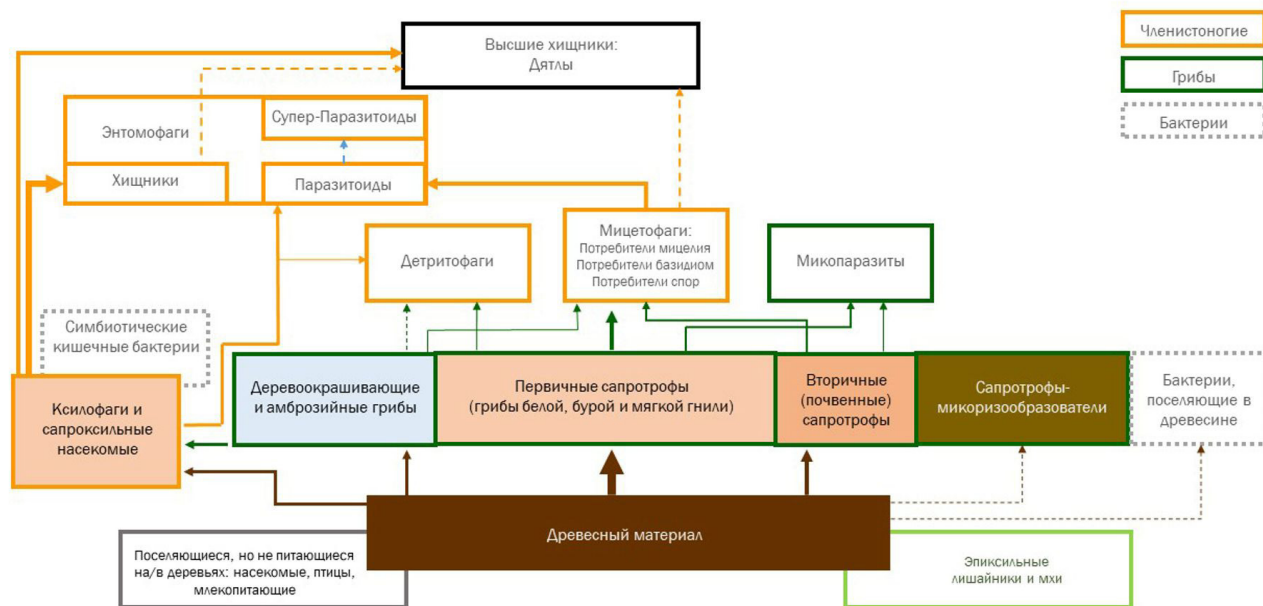 Высшие хищники:
Дятлы
Членистоногие
Грибы
Бактерии
Энтомофаги
Супер-Паразитоиды
Хищники
Паразитоиды
Детритофаги
Мицетофаги:
Потребители мицелия
Потребители базидиом
Потребители спор
Микопаразиты
Симбиотические
кишечные бактерии
Ксилофаги и
сапроксильные
насекомые
Деревоокрашивающие
и амброзийные грибы
Первичные сапротрофы
(грибы белой, бурой и мягкой гнили)
Вторичные
(почвенные)
сапротрофы
Сапротрофы-
микоризообразователи
Бактерии,
поселяющие в
древесине
Древесный материал
Поселяющиеся, но не питающиеся
на/в деревьях: насекомые, птицы,
млекопитающие
Эпиксильные
лишайники и мхи